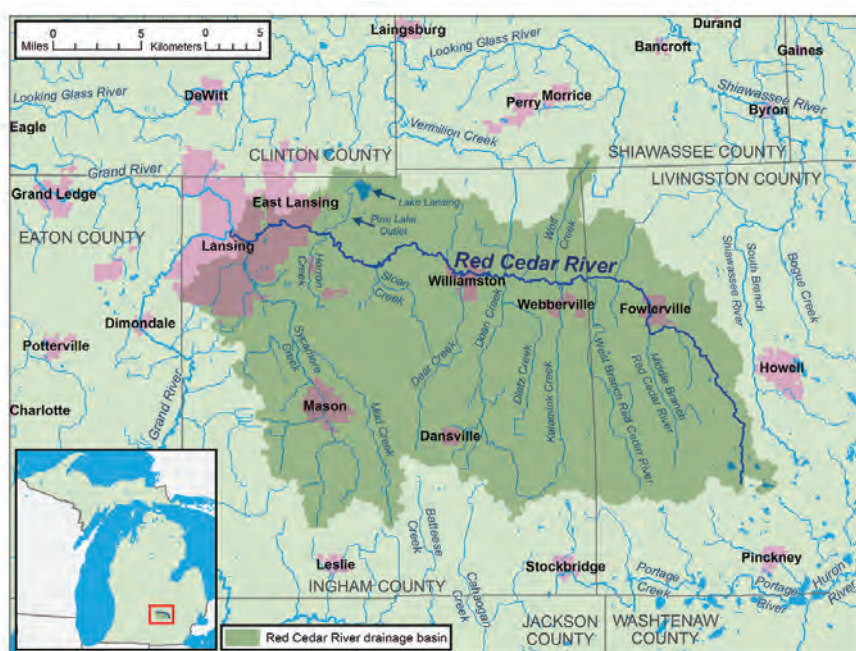 Miles 0 5 Kilometers 0 5
Laingsburg
Durand
Bancroft
Gaines
Looking Glass River
Looking Glass River
DeWitt
Perry
Morrice
Shiawassee River
Byron
Eagle
Vermilion Creek
CLINTON COUNTY
SHIAWASSEE COUNTY
Grand River
LIVINGSTON COUNTY
Grand Ledge
East Lansing
Lake Lansing
EATON COUNTY
Pine Lake
Outlet
Wolf
Creek
Lansing
Red Cedar River
Herron
Creek
Sloan
Creek
Williamston
South Branch
Shiawassee River
Bogue Creek
Webberville
Fowlerville
Dimondale
Doan Creek
Sycamore
Creek
Deer Creek
Dietz Creek
Kalamink Creek
West Branch Red Cedar River
Middle Branch
Red Cedar River
Potterville
Howell
Grand River
Charlotte
Mason
Mud Creek
Dansville
Batteese
Creek
Cahaogan
Creek
Leslie
Stockbridge
Pinckney
INGHAM COUNTY
Portage
Creek
Portage
River
Huron
River
JACKSON
COUNTY
WASHTENAW
COUNTY
Red Cedar River drainage basin